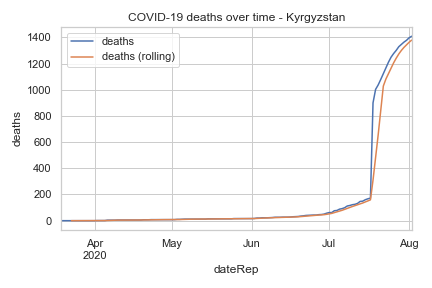 COVID-19 deaths over time - Kyrgyzstan
deaths
deaths (rolling)
1400
1200
1000
800
600
400
200
0
deaths
Apr
2020
May
Jun
Jul
Aug
dateRep